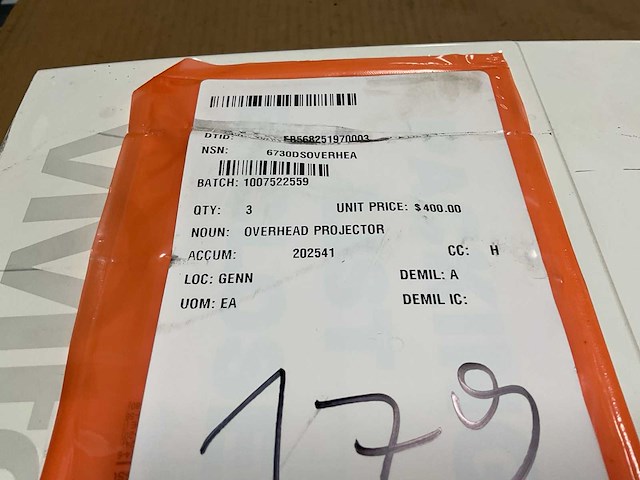 DTID: FB568251970003
NSN: 6730DSOVERHEA
BATCH: 1007522559
QTY: 3 UNIT PRICE: $400.00
NOUN: OVERHEAD PROJECTOR
ACCUM: 202541 CC: H
LOC: GENN DEMIL: A
UOM: EA DEMIL IC:
179